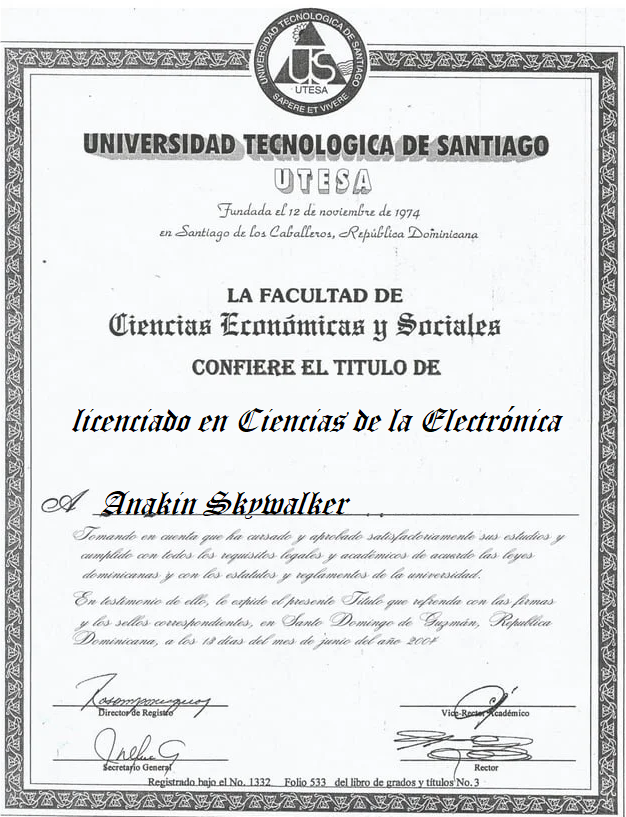 UNIVERSIDAD TECNOLOGICA DE SANTIAGO
US
UTESA
SAPERE ET VIVERE
UNIVERSIDAD TECNOLOGICA DE SANTIAGO
UTESA
Fundada el 12 de noviembre de 1974
en Santiago de los Caballeros, República Dominicana
LA FACULTAD DE
Ciencias Económicas y Sociales
CONFIERE EL TITULO DE
licenciado en Ciencias de la Electrónica
A Anakin Skywalker
Tomando en cuenta que ha cursado y aprobado satisfactoriamente sus estudios y
cumplido con todos los requisitos legales y académicos de acuerdo las leyes
dominicanas y con los estatutos y reglamentos de la universidad.
En testimonio de ello, le expide el presente Título que refrenda con las firmas
y los sellos correspondientes, en Santo Domingo de Guzmán, República
Dominicana, a los 13 días del mes de junio del año
Director de Registro
Vice-Rector Académico
Secretario General
Rector
Registrado bajo el No. 1332 Folio 533 del libro de grados y títulos No. 3